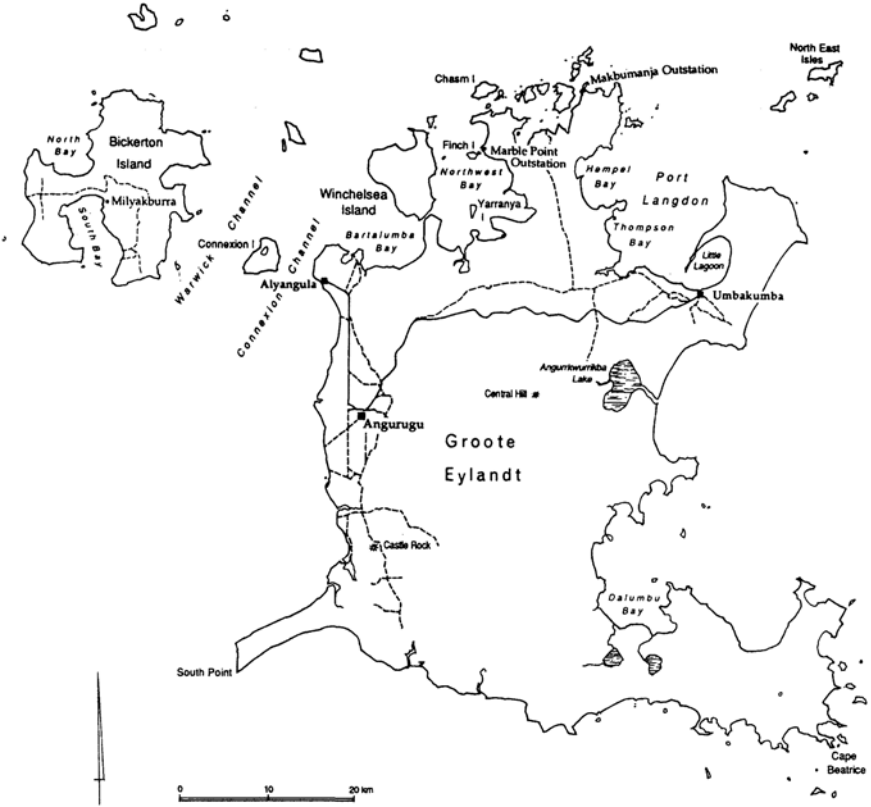 North East
Isles
Chasm I
Makbumanja Outstation
North
Bay
Bickerton
Island
Finch I
Marble Point
Outstation
Northwest
Bay
Hempel
Bay
Port
Langdon
Milyakburra
South Bay
Winchelsea
Island
Yarranya
I
Bartalumba
Bay
Thompson
Bay
Warwick Channel
Connexion I
Connexion Channel
Little
Lagoon
Alyangula
Umbakumba
Angurrkwurrikba
Lake
Central Hill
Angurugu
Groote
Eylandt
Castle Rock
Dalumbu
Bay
South Point
Cape
Beatrice
0 10 20 km